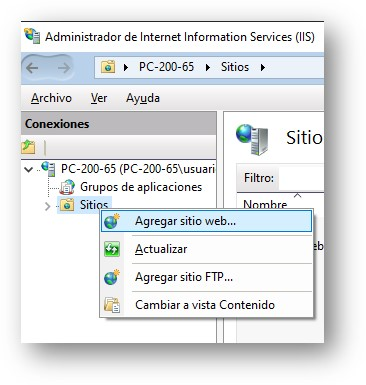 Administrador de Internet Information Services (IIS)
PC-200-65 Sitios
Archivo Ver Ayuda
Conexiones
PC-200-65 (PC-200-65\usuari
Grupos de aplicaciones
Sitios
Agregar sitio web...
Actualizar
Agregar sitio FTP...
Cambiar a vista Contenido
Sitio
Filtro:
Nombre